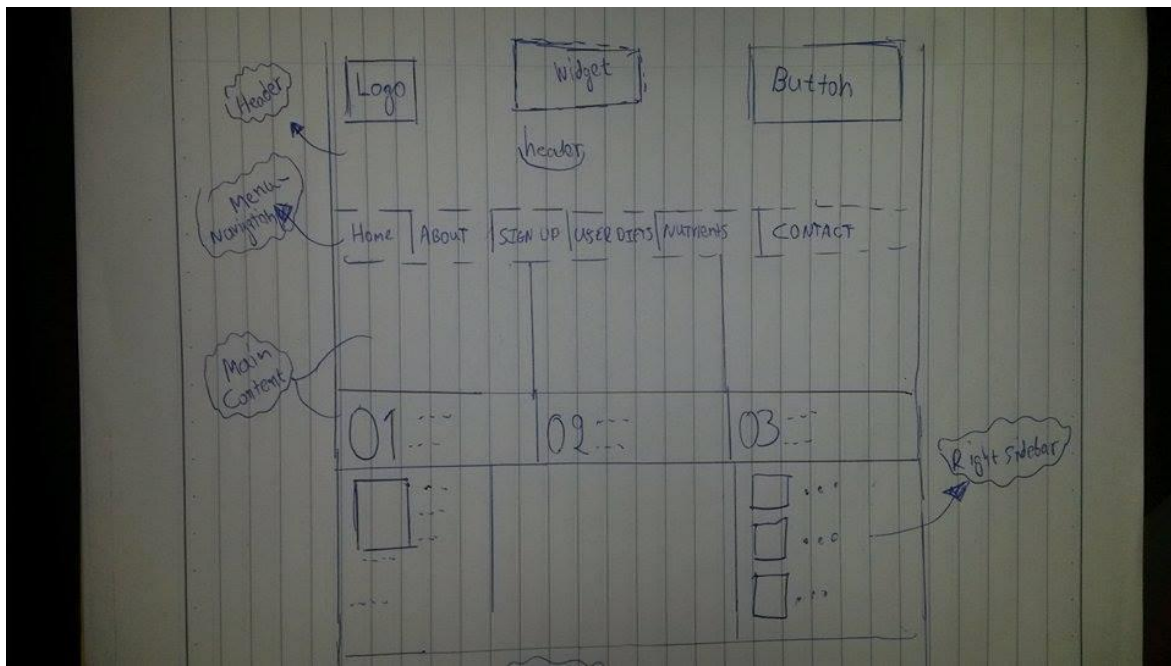 Logo
Widget
Button
Header
header
Menu-
Home ABOUT SIGN UP USER DIETS Nutrients CONTACT
Main
Content
01 02 03
Right Sidebar